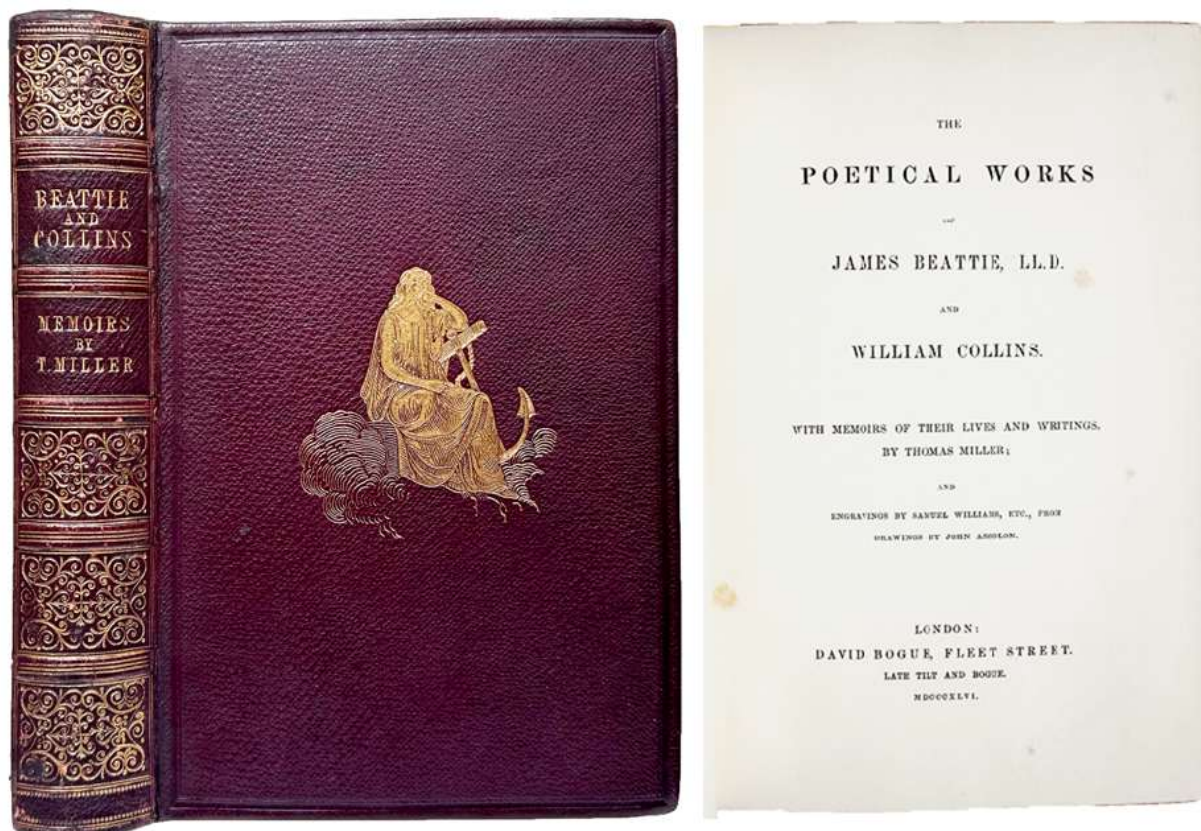 BEATTIE
AND
COLLINS
MEMOIRS
BY
T. MILLER
THE
POETICAL WORKS
OF
JAMES BEATTIE, LL.D.
AND
WILLIAM COLLINS.
WITH MEMOIRS OF THEIR LIVES AND WRITINGS,
BY THOMAS MILLER;
AND
ENGRAVINGS BY SAMUEL WILLIAMS, ETC., FROM
DRAWINGS BY JOHN ABSOLON.
LONDON:
DAVID BOGUE, FLEET STREET.
LATE TILT AND BOGUE.
MDCCCXLVI.